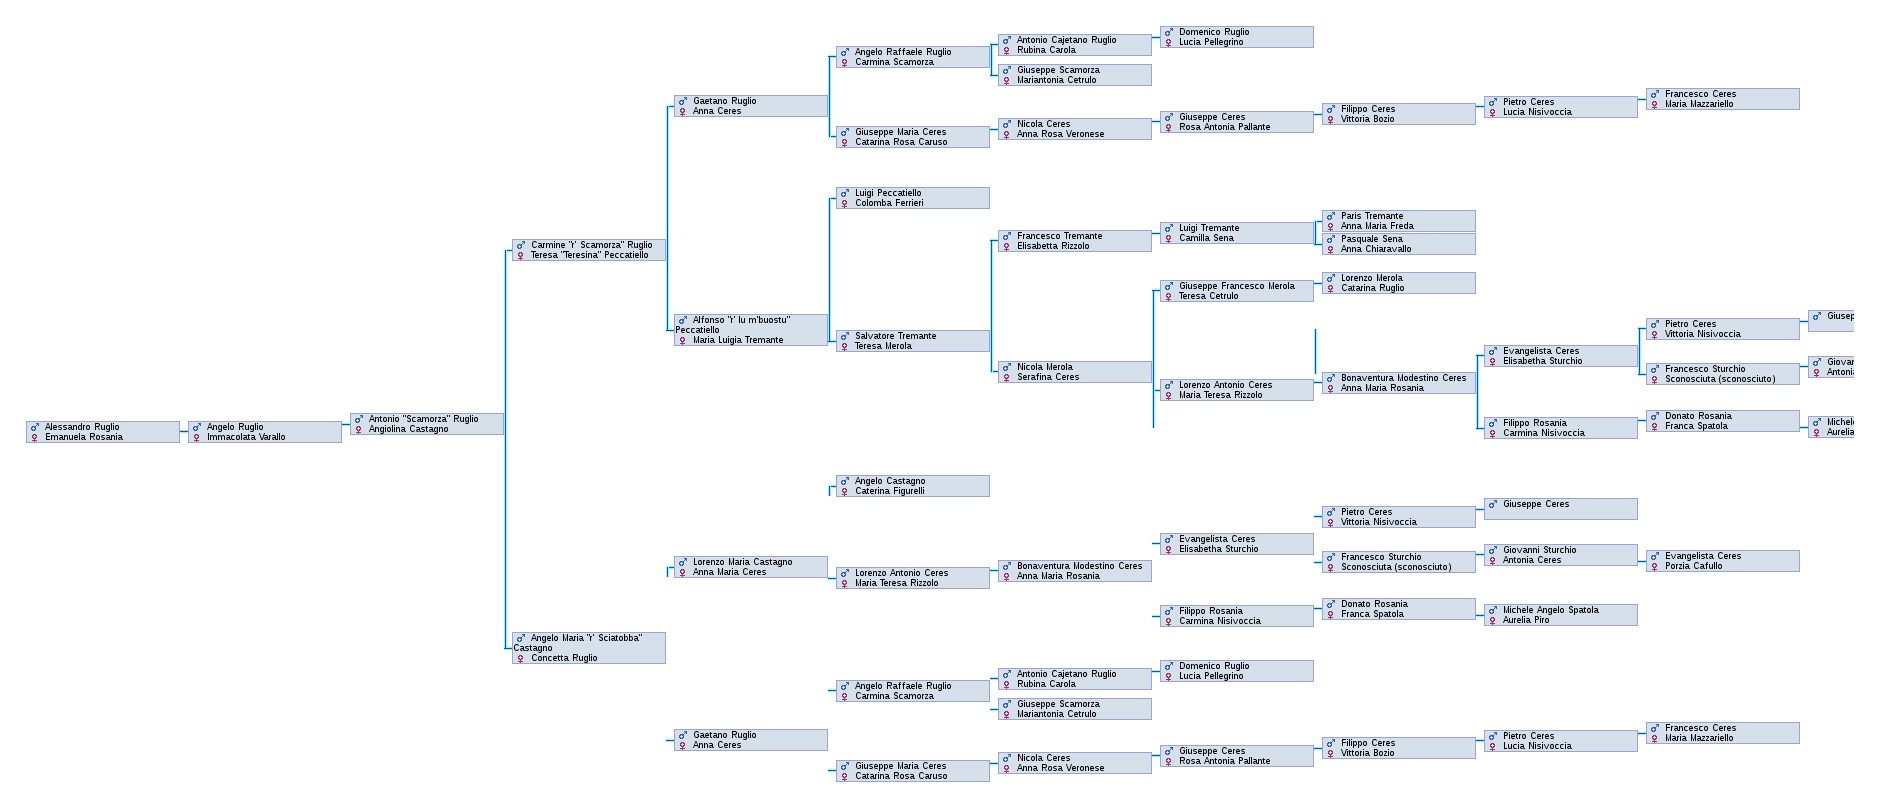 Alessandro Ruglio
Emanuela Rosania
Angelo Ruglio
Immacolata Varallo
Antonio "Scamorza" Ruglio
Angiolina Castagno
Carmine "r' Scamorza" Ruglio
Teresa "Teresina" Peccatiello
Gaetano Ruglio
Anna Ceres
Angelo Raffaele Ruglio
Carmina Scamorza
Antonio Cajetano Ruglio
Rubina Carola
Domenico Ruglio
Lucia Pellegrino
Giuseppe Scamorza
Mariantonia Cetrulo
Giuseppe Maria Ceres
Catarina Rosa Caruso
Nicola Ceres
Anna Rosa Veronese
Giuseppe Ceres
Rosa Antonia Pallante
Filippo Ceres
Vittoria Bozio
Pietro Ceres
Lucia Nisivoccia
Francesco Ceres
Maria Mazzariello
Alfonso "r' lu m'buostu"
Peccatiello
Maria Luigia Tremante
Luigi Peccatiello
Colomba Ferrieri
Salvatore Tremante
Teresa Merola
Francesco Tremante
Elisabetta Rizzolo
Luigi Tremante
Camilla Sena
Paris Tremante
Anna Maria Freda
Pasquale Sena
Anna Chiaravallo
Nicola Merola
Serafina Ceres
Giuseppe Francesco Merola
Teresa Cetrulo
Lorenzo Merola
Catarina Ruglio
Lorenzo Antonio Ceres
Maria Teresa Rizzolo
Bonaventura Modestino Ceres
Anna Maria Rosania
Evangelista Ceres
Elisabetha Sturchio
Pietro Ceres
Vittoria Nisivoccia
Giusep
Francesco Sturchio
Sconosciuta (sconosciuto)
Giovan
Antonia
Filippo Rosania
Carmina Nisivoccia
Donato Rosania
Franca Spatola
Michele
Aurelia
Angelo Maria "r' Sciatobba"
Castagno
Concetta Ruglio
Lorenzo Maria Castagno
Anna Maria Ceres
Angelo Castagno
Caterina Figurelli
Lorenzo Antonio Ceres
Maria Teresa Rizzolo
Bonaventura Modestino Ceres
Anna Maria Rosania
Evangelista Ceres
Elisabetha Sturchio
Pietro Ceres
Vittoria Nisivoccia
Giuseppe Ceres
Francesco Sturchio
Sconosciuta (sconosciuto)
Giovanni Sturchio
Antonia Ceres
Evangelista Ceres
Porzia Cafullo
Filippo Rosania
Carmina Nisivoccia
Donato Rosania
Franca Spatola
Michele Angelo Spatola
Aurelia Piro
Gaetano Ruglio
Anna Ceres
Angelo Raffaele Ruglio
Carmina Scamorza
Antonio Cajetano Ruglio
Rubina Carola
Domenico Ruglio
Lucia Pellegrino
Giuseppe Scamorza
Mariantonia Cetrulo
Giuseppe Maria Ceres
Catarina Rosa Caruso
Nicola Ceres
Anna Rosa Veronese
Giuseppe Ceres
Rosa Antonia Pallante
Filippo Ceres
Vittoria Bozio
Pietro Ceres
Lucia Nisivoccia
Francesco Ceres
Maria Mazzariello